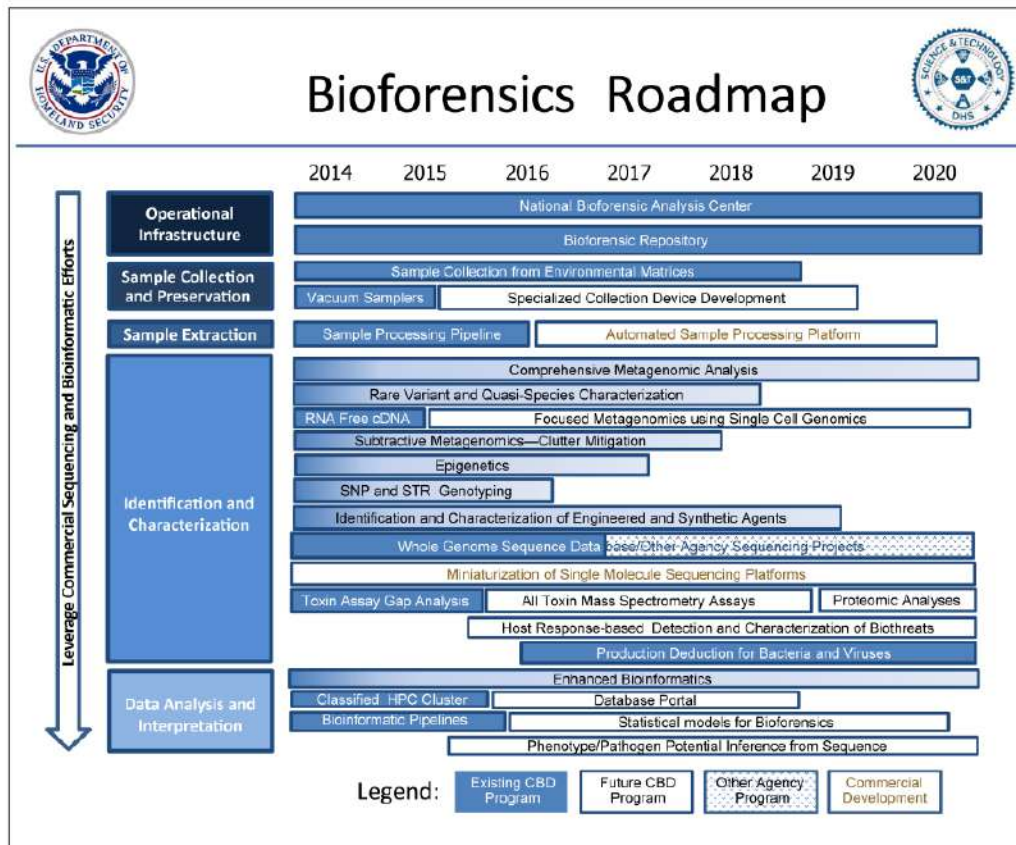 U.S. DEPARTMENT OF
HOMELAND SECURITY
Bioforensics Roadmap
SCIENCE & TECHNOLOGY
S&T
DHS
2014 2015 2016 2017 2018 2019 2020
Leverage Commercial Sequencing and Bioinformatic Efforts
Operational
Infrastructure
National Bioforensic Analysis Center
Bioforensic Repository
Sample Collection
and Preservation
Sample Collection from Environmental Matrices
Vacuum Samplers Specialized Collection Device Development
Sample Extraction
Sample Processing Pipeline Automated Sample Processing Platform
Identification and
Characterization
Comprehensive Metagenomic Analysis
Rare Variant and Quasi-Species Characterization
RNA Free cDNA Focused Metagenomics using Single Cell Genomics
Subtractive Metagenomics—Clutter Mitigation
Epigenetics
SNP and STR Genotyping
Identification and Characterization of Engineered and Synthetic Agents
Whole Genome Sequence Database/Other Agency Sequencing Projects
Miniaturization of Single Molecule Sequencing Platforms
Toxin Assay Gap Analysis All Toxin Mass Spectrometry Assays Proteomic Analyses
Host Response-based Detection and Characterization of Biothreats
Production Deduction for Bacteria and Viruses
Data Analysis and
Interpretation
Enhanced Bioinformatics
Classified HPC Cluster Database Portal
Bioinformatic Pipelines Statistical models for Bioforensics
Phenotype/Pathogen Potential Inference from Sequence
Legend:
Existing CBD
Program
Future CBD
Program
Other Agency
Program
Commercial
Development